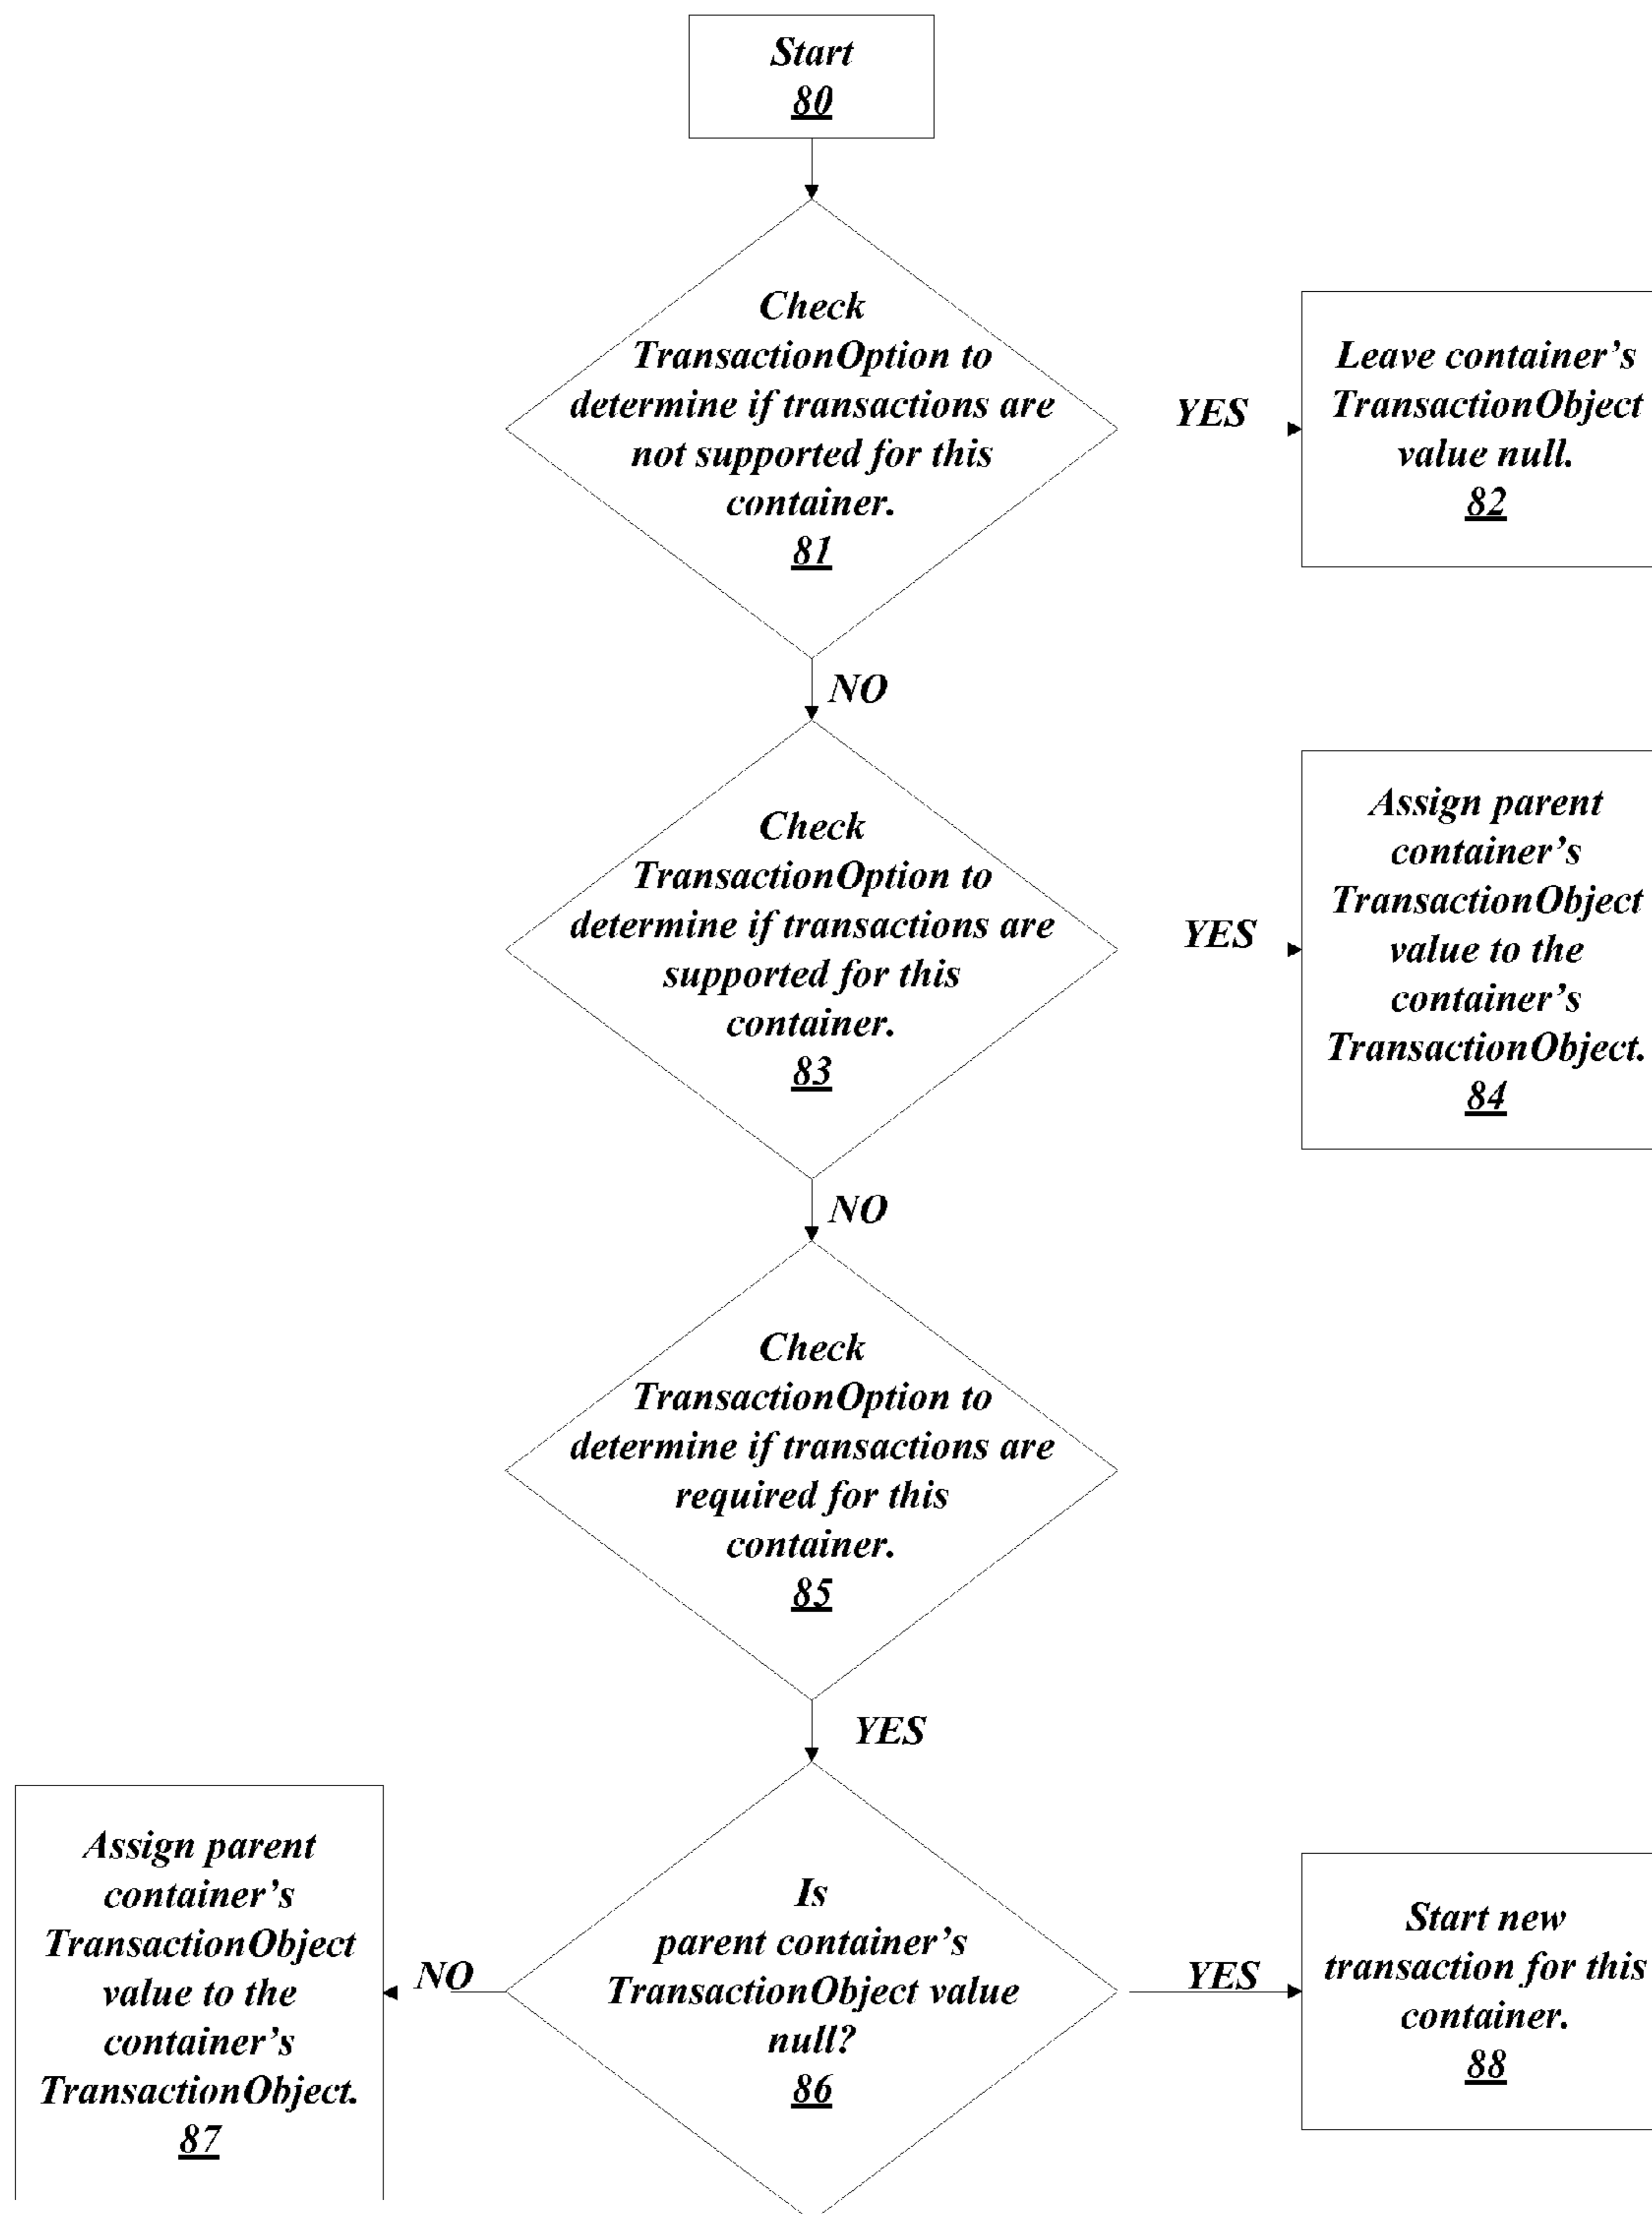 Start
80
Check
TransactionOption to
determine if transactions are
not supported for this
container.
81
YES
Leave container’s
TransactionObject
value null.
82
NO
Check
TransactionOption to
determine if transactions are
supported for this
container.
83
YES
Assign parent
container’s
TransactionObject
value to the
container’s
TransactionObject.
84
NO
Check
TransactionOption to
determine if transactions are
required for this
container.
85
YES
Is
parent container’s
TransactionObject value
null?
86
NO
Assign parent
container’s
TransactionObject
value to the
container’s
TransactionObject.
87
YES
Start new
transaction for this
container.
88